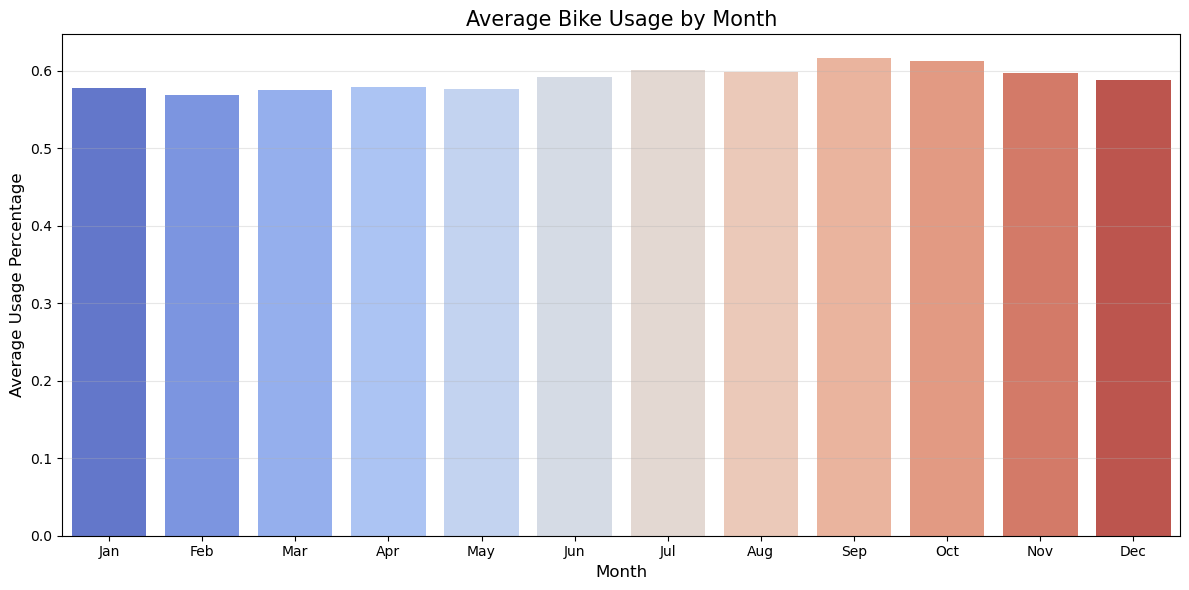 Average Bike Usage by Month
Average Usage Percentage
0.6
0.5
0.4
0.3
0.2
0.1
0.0
Jan Feb Mar Apr May Jun Jul Aug Sep Oct Nov Dec
Month